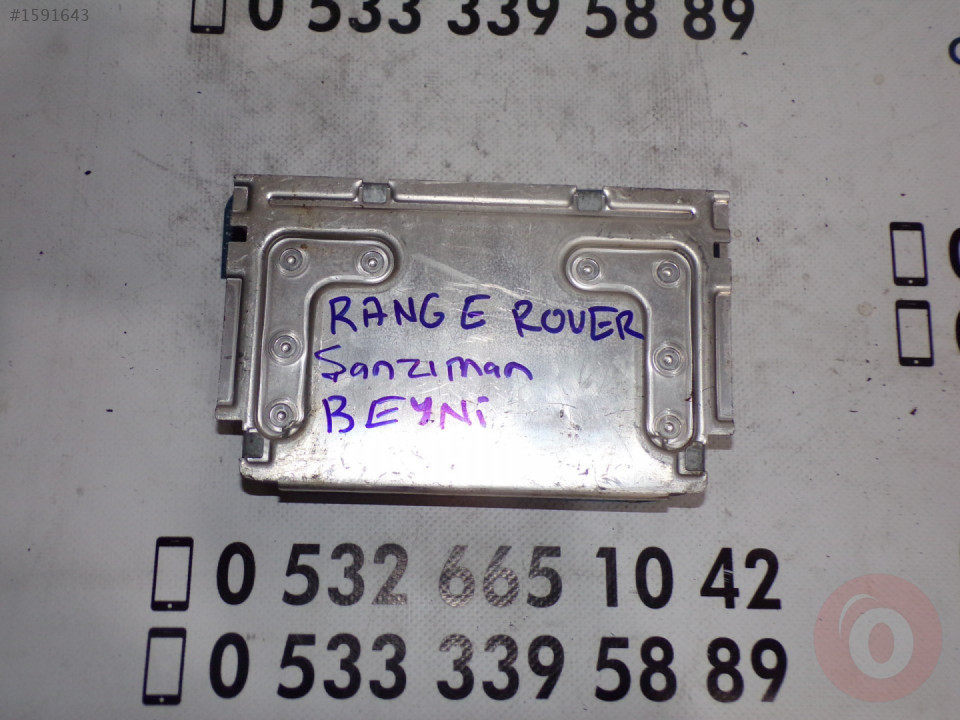 #1591643
0 533 339 58 89
RANGE ROVER
Şanzıman
BEYNi
0 532 665 10 42
0 533 339 58 89